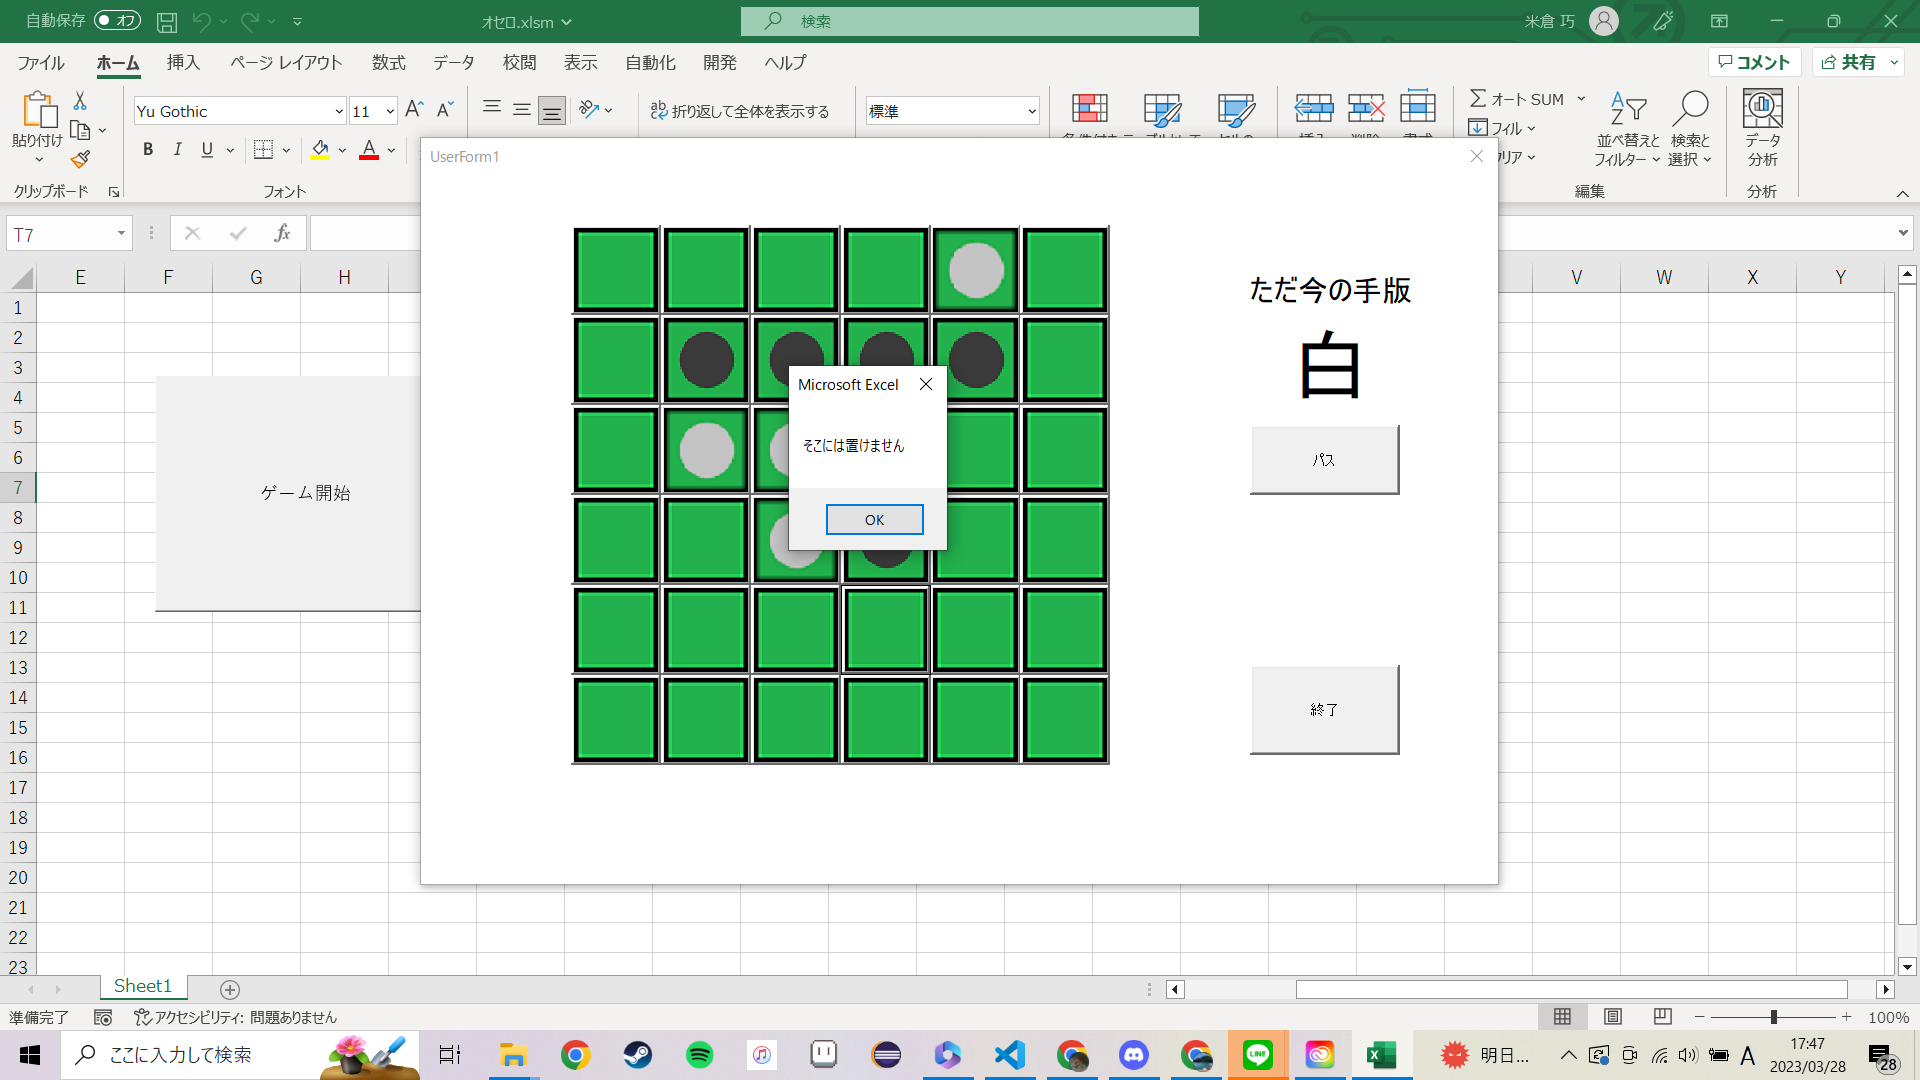 自動保存 オフ オセロ.xlsm 検索 米倉 巧
ファイル ホーム 挿入 ページ レイアウト 数式 データ 校閲 表示 自動化 開発 ヘルプ コメント 共有
貼り付け
クリップボード
Yu Gothic 11
B I U A
フォント
折り返して全体を表示する
標準
オート SUM
フィル
クリア
並べ替えと
フィルター
検索と
選択
編集
データ
分析
分析
T7
fx
E F G H V W X Y
1
2
3
4
5
6
7
8
9
10
11
12
13
14
15
16
17
18
19
20
21
22
23
ゲーム開始
UserForm1
ただ今の手版
白
パス
終了
Microsoft Excel
そこには置けません
OK
Sheet1
準備完了 アクセシビリティ: 問題ありません 100%
ここに入力して検索
LINE
明日...
A
17:47
2023/03/28
28